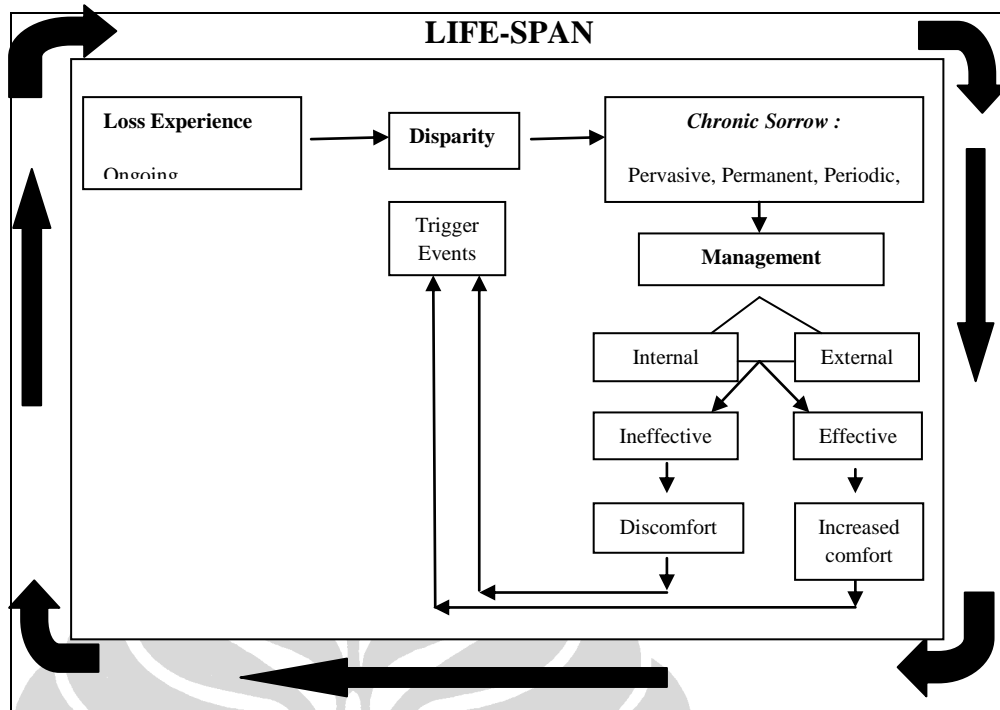 LIFE-SPAN
Loss Experience
Ongoing
Disparity
Chronic Sorrow :
Pervasive, Permanent, Periodic,
Trigger
Events
Management
Internal
External
Ineffective
Effective
Discomfort
Increased
comfort